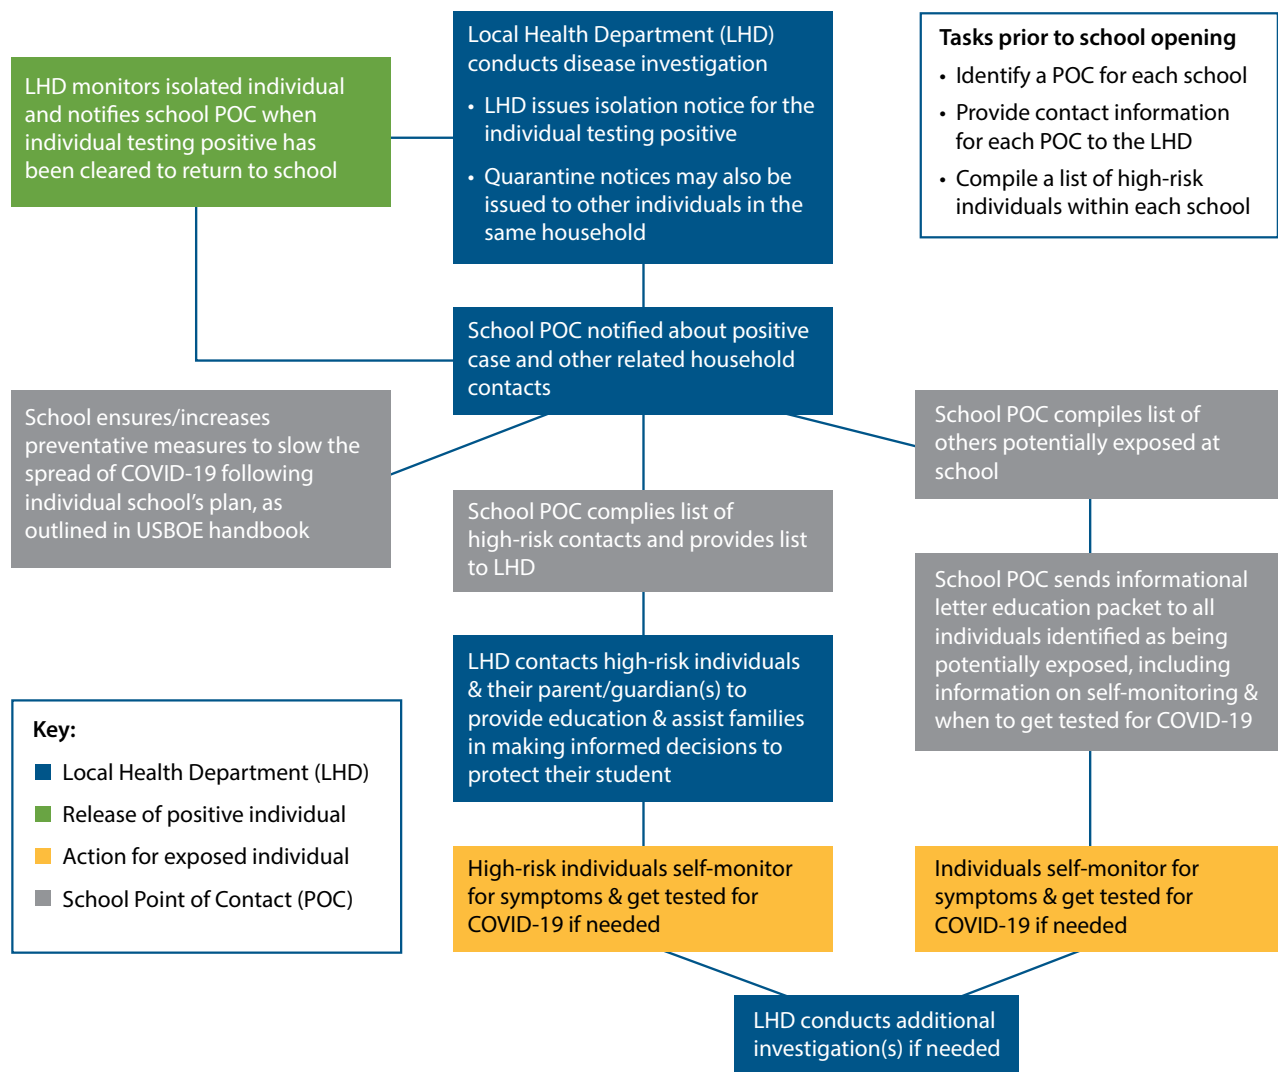 Local Health Department (LHD)
conducts disease investigation
• LHD issues isolation notice for the
individual testing positive
• Quarantine notices may also be
issued to other individuals in the
same household
Tasks prior to school opening
• Identify a POC for each school
• Provide contact information
for each POC to the LHD
• Compile a list of high-risk
individuals within each school
LHD monitors isolated individual
and notifies school POC when
individual testing positive has
been cleared to return to school
School POC notified about positive
case and other related household
contacts
School ensures/increases
preventative measures to slow the
spread of COVID-19 following
individual school's plan, as
outlined in USBOE handbook
School POC complies list of
high-risk contacts and provides list
to LHD
School POC compiles list of
others potentially exposed at
school
LHD contacts high-risk individuals
& their parent/guardian(s) to
provide education & assist families
in making informed decisions to
protect their student
School POC sends informational
letter education packet to all
individuals identified as being
potentially exposed, including
information on self-monitoring &
when to get tested for COVID-19
Key:
Local Health Department (LHD)
Release of positive individual
Action for exposed individual
School Point of Contact (POC)
High-risk individuals self-monitor
for symptoms & get tested for
COVID-19 if needed
Individuals self-monitor for
symptoms & get tested for
COVID-19 if needed
LHD conducts additional
investigation(s) if needed